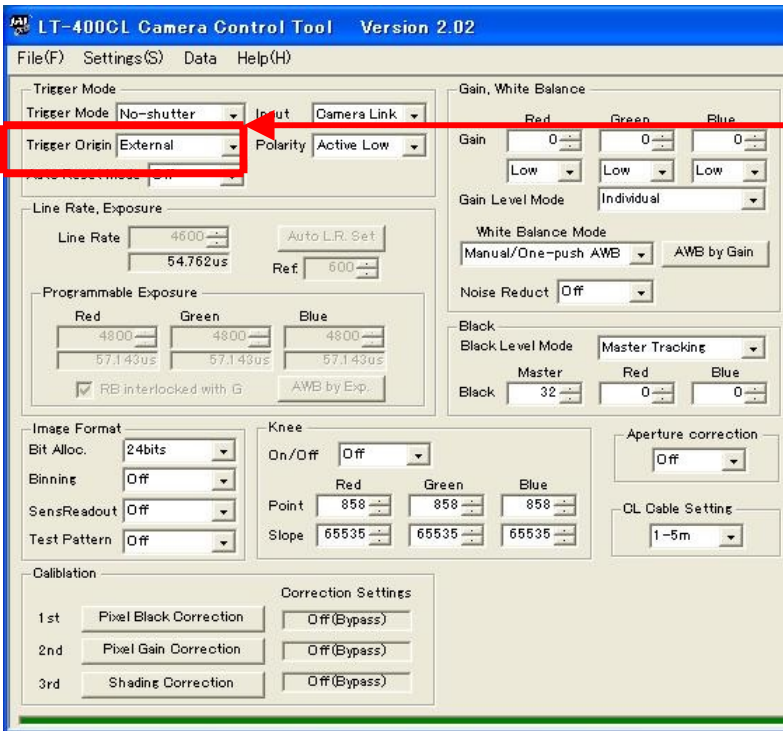 JAI LT-400CL Camera Control Tool Version 2.02
File(F) Settings(S) Data Help(H)
Trigger Mode
Trigger Mode No-shutter Input Camera Link
Trigger Origin External Polarity Active Low
Auto Reset Mode Off
Line Rate, Exposure
Line Rate 4600 Auto L.R. Set
54.762us Ref. 600
Programmable Exposure
Red Green Blue
4800 4800 4800
57.143us 57.143us 57.143us
RB interlocked with G AWB by Exp.
Gain, White Balance
Red Green Blue
Gain 0 0 0
Low Low Low
Gain Level Mode Individual
White Balance Mode
Manual/One-push AWB AWB by Gain
Noise Reduct Off
Black
Black Level Mode Master Tracking
Master Red Blue
Black 32 0 0
Image Format
Bit Alloc. 24bits
Binning Off
SensReadout Off
Test Pattern Off
Knee
On/Off Off
Red Green Blue
Point 858 858 858
Slope 65535 65535 65535
Aperture correction
Off
CL Cable Setting
1-5m
Caliblation
Correction Settings
1st Pixel Black Correction Off(Bypass)
2nd Pixel Gain Correction Off(Bypass)
3rd Shading Correction Off(Bypass)